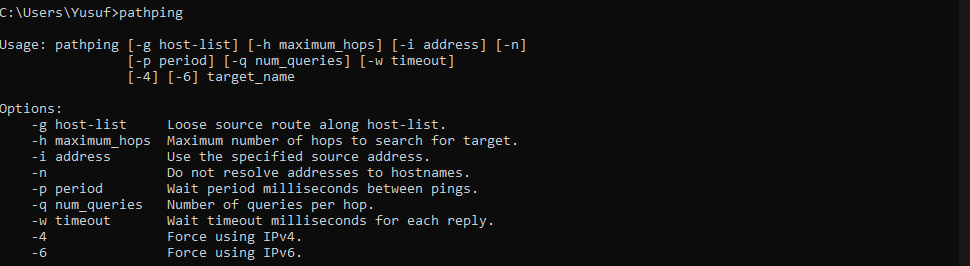 C:\Users\Yusuf>pathping
Usage: pathping [-g host-list] [-h maximum_hops] [-i address] [-n]
                [-p period] [-q num_queries] [-w timeout]
                [-4] [-6] target_name
Options:
    -g host-list     Loose source route along host-list.
    -h maximum_hops  Maximum number of hops to search for target.
    -i address       Use the specified source address.
    -n               Do not resolve addresses to hostnames.
    -p period        Wait period milliseconds between pings.
    -q num_queries   Number of queries per hop.
    -w timeout       Wait timeout milliseconds for each reply.
    -4               Force using IPv4.
    -6               Force using IPv6.